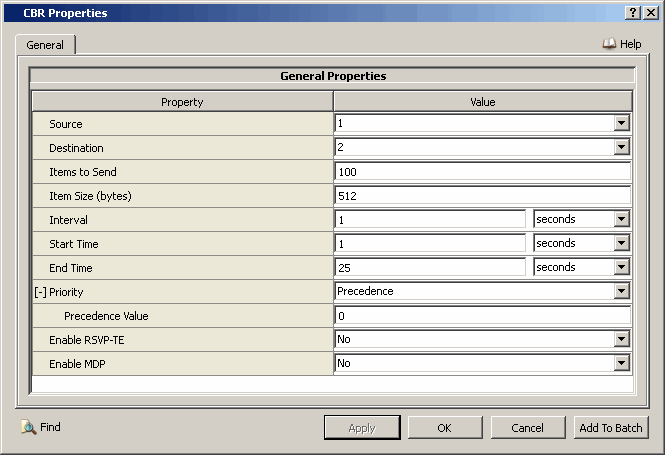 CBR Properties
General
Help
General Properties
Property Value
Source 1
Destination 2
Items to Send 100
Item Size (bytes) 512
Interval 1 seconds
Start Time 1 seconds
End Time 25 seconds
[-] Priority Precedence
Precedence Value 0
Enable RSVP-TE No
Enable MDP No
Find Apply OK Cancel Add To Batch